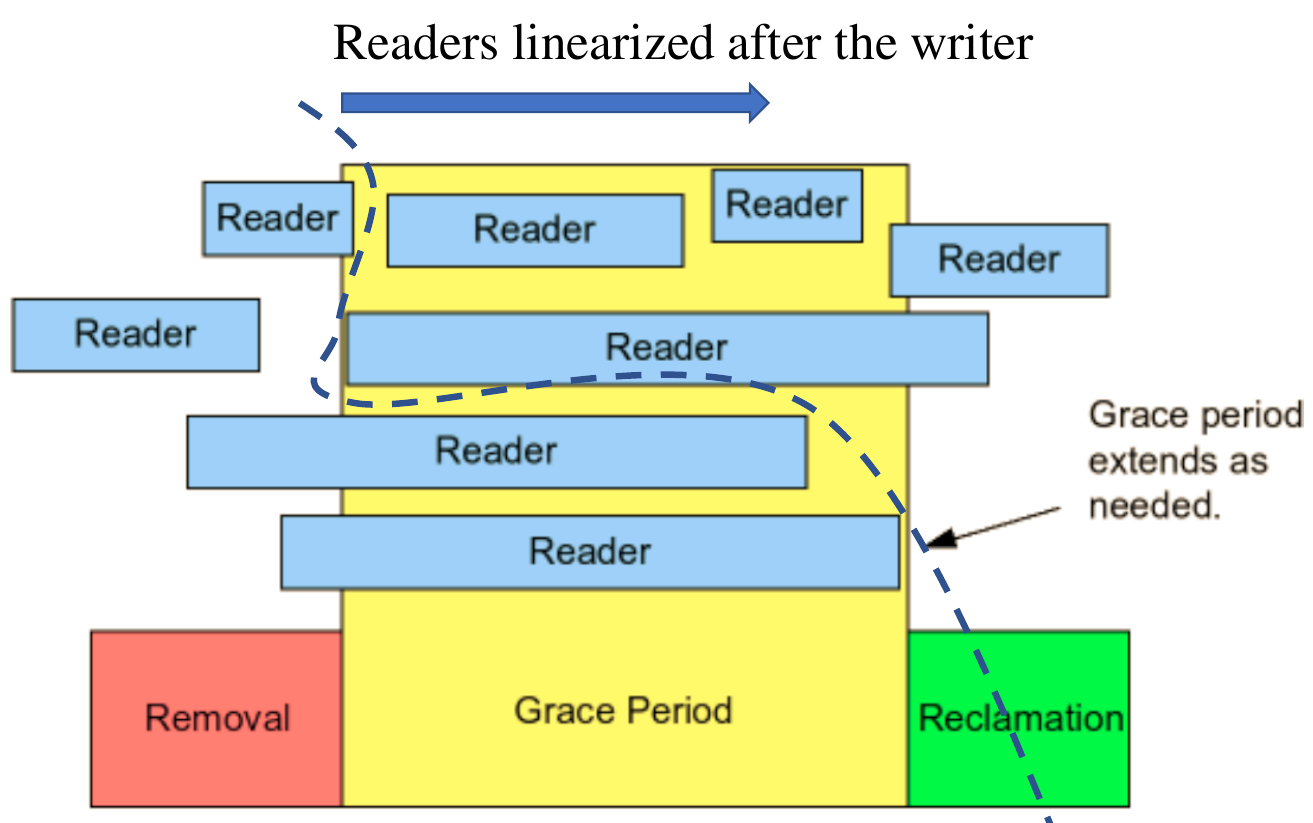 Readers linearized after the writer
Reader
Reader
Reader
Reader
Reader
Reader
Reader
Reader
Grace period
extends as
needed.
Removal
Grace Period
Reclamation